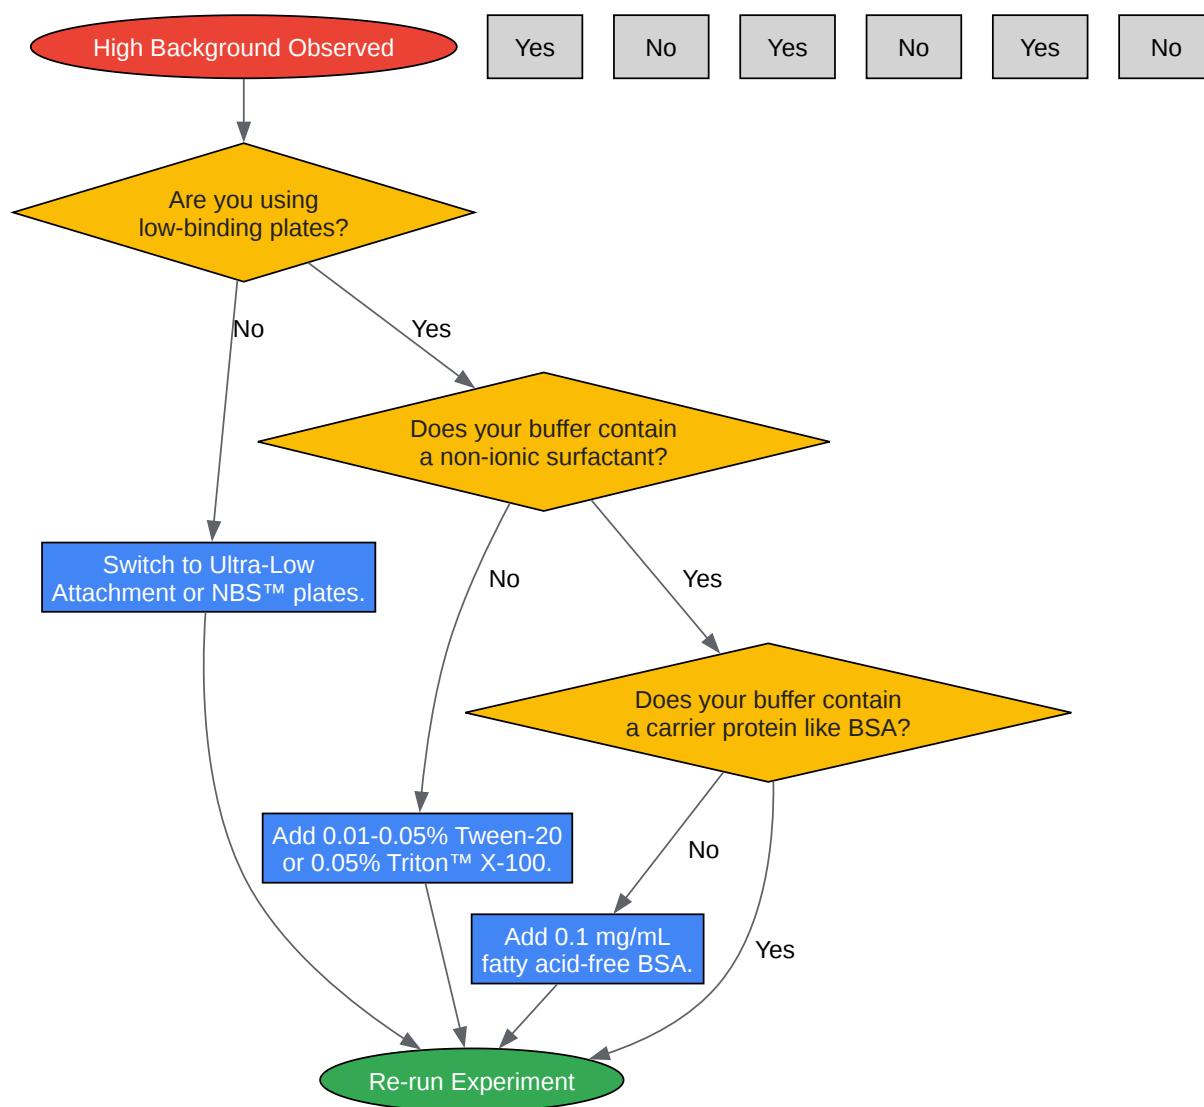 High Background Observed
Yes
No
Yes
No
Yes
No
Are you using
low-binding plates?
No
Yes
Does your buffer contain
a non-ionic surfactant?
Switch to Ultra-Low
Attachment or NBS™ plates.
No
Yes
Does your buffer contain
a carrier protein like BSA?
Add 0.01-0.05% Tween-20
or 0.05% Triton™ X-100.
No
Add 0.1 mg/mL
fatty acid-free BSA.
Yes
Re-run Experiment